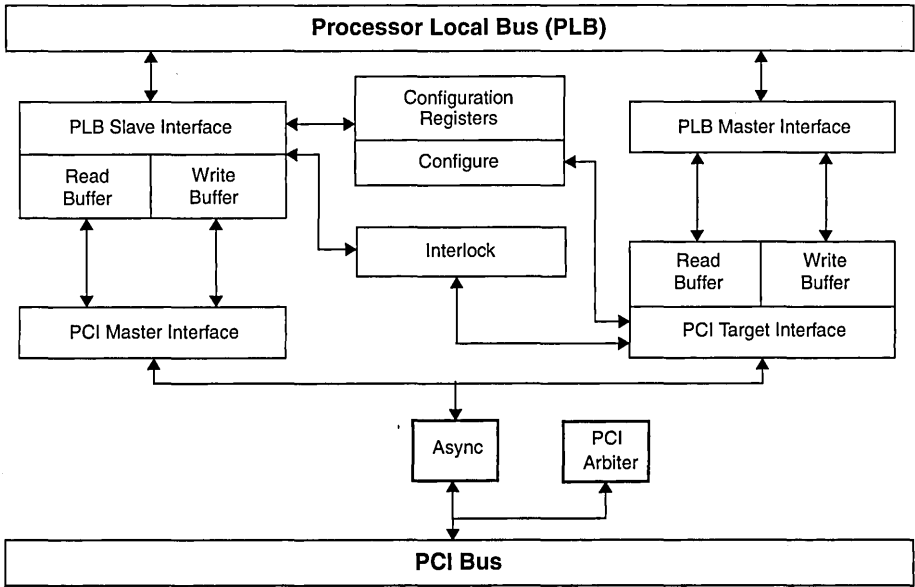 Processor Local Bus (PLB)
PLB Slave Interface
Read
Buffer
Write
Buffer
Configuration
Registers
Configure
PLB Master Interface
Interlock
Read
Buffer
Write
Buffer
PCI Master Interface
PCI Target Interface
Async
PCI
Arbiter
PCI Bus